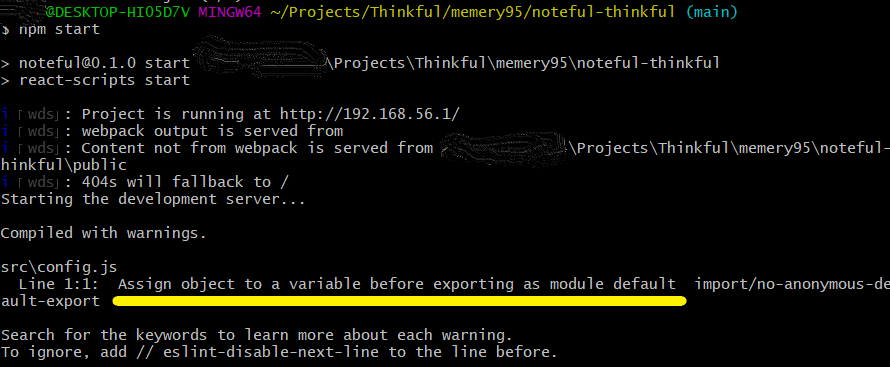 @DESKTOP-HI05D7V MINGW64 ~/Projects/Thinkful/memery95/noteful-thinkful (main)
$ npm start
> noteful@0.1.0 start \Projects\Thinkful\memery95\noteful-thinkful
> react-scripts start
i ｢wds｣: Project is running at http://192.168.56.1/
i ｢wds｣: webpack output is served from
i ｢wds｣: Content not from webpack is served from \Projects\Thinkful\memery95\noteful-
hinkful\public
i ｢wds｣: 404s will fallback to /
Starting the development server...
Compiled with warnings.
src\config.js
Line 1:1: Assign object to a variable before exporting as module default import/no-anonymous-de
ault-export
Search for the keywords to learn more about each warning.
To ignore, add // eslint-disable-next-line to the line before.